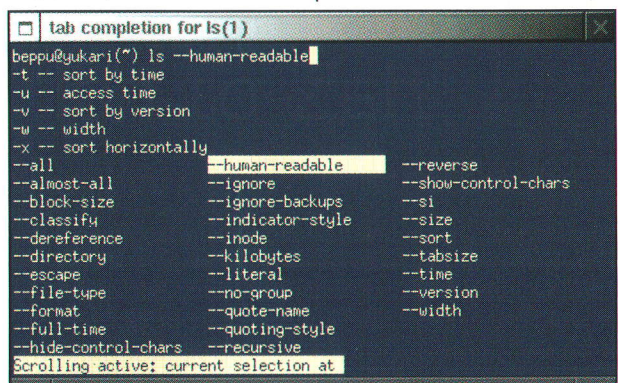 tab completion for ls(1)
beppu@yukari(~) ls --human-readable
-t -- sort by time
-u -- access time
-v -- sort by version
-w -- width
-x -- sort horizontally
--all --human-readable --reverse
--almost-all --ignore --show-control-chars
--block-size --ignore-backups --si
--classify --indicator-style --size
--dereference --inode --sort
--directory --kilobytes --tabsize
--escape --literal --time
--file-type --no-group --version
--format --quote-name --width
--full-time --quoting-style
--hide-control-chars --recursive
Scrolling active: current selection at